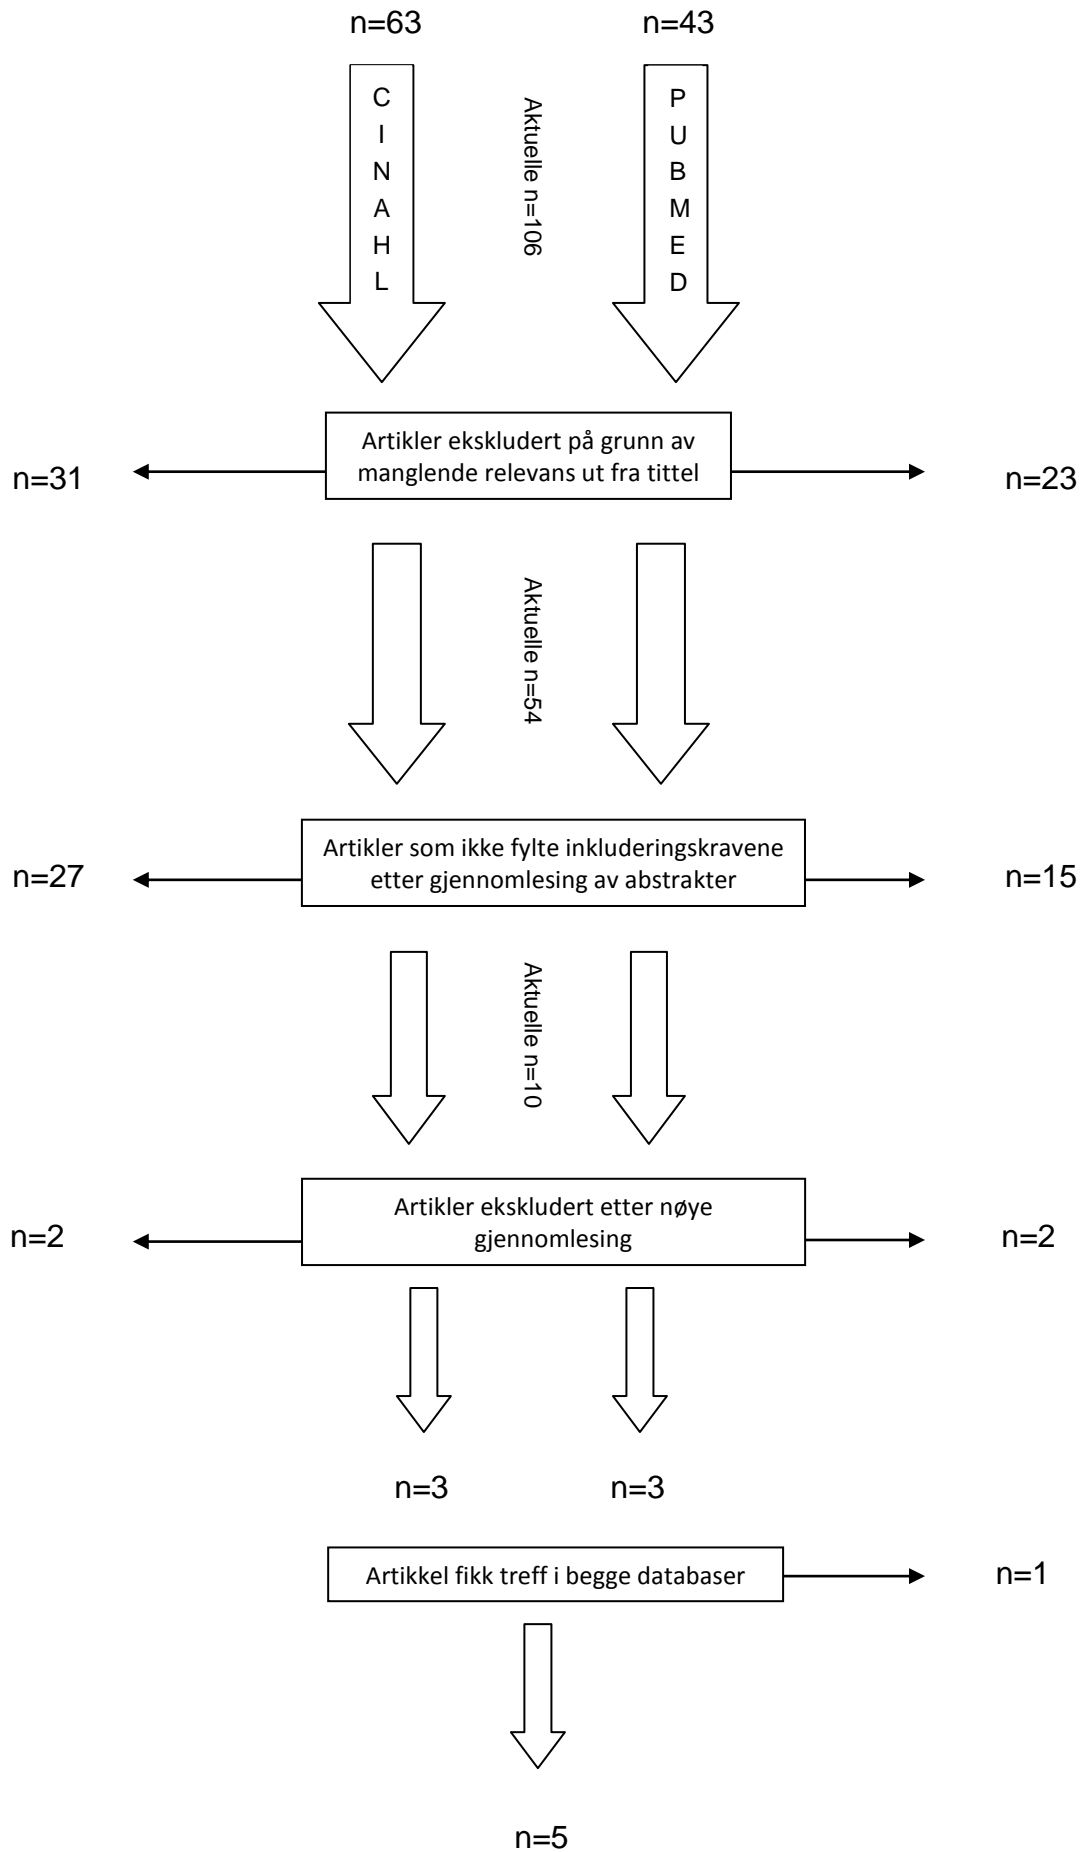 n=63
n=43
CINAHL
Aktuelle n=106
PUBMED
Artikler ekskludert på grunn av
manglende relevans ut fra tittel
n=31
n=23
Aktuelle n=54
Artikler som ikke fylte inkluderingskravene
etter gjennomlesing av abstrakter
n=27
n=15
Aktuelle n=10
Artikler ekskludert etter nøye
gjennomlesing
n=2
n=2
n=3
n=3
Artikkel fikk treff i begge databaser
n=1
n=5